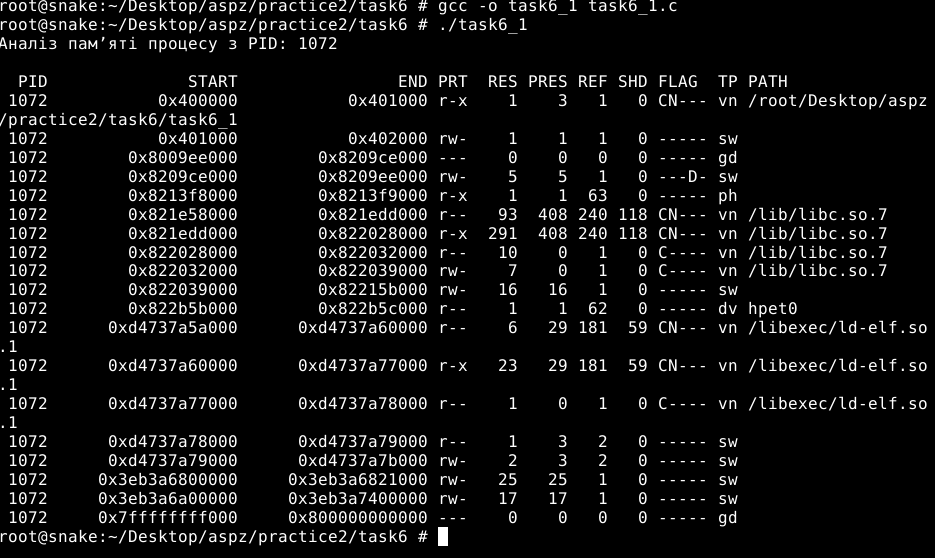 root@snake:~/Desktop/aspz/practice2/task6 # gcc -o task6_1 task6_1.c
root@snake:~/Desktop/aspz/practice2/task6 # ./task6_1
Аналіз пам’яті процесу з PID: 1072
  PID              START                END PRT  RES PRES REF SHD FLAG  TP PATH
 1072           0x400000           0x401000 r-x    1    3   1   0 CN--- vn /root/Desktop/aspz
/practice2/task6/task6_1
 1072           0x401000           0x402000 rw-    1    1   1   0 ----- sw
 1072        0x8009ee000        0x8209ce000 ---    0    0   0   0 ----- gd
 1072        0x8209ce000        0x8209ee000 rw-    5    5   1   0 ---D- sw
 1072        0x8213f8000        0x8213f9000 r-x    1    1  63   0 ----- ph
 1072        0x821e58000        0x821edd000 r--   93  408 240 118 CN--- vn /lib/libc.so.7
 1072        0x821edd000        0x822028000 r-x  291  408 240 118 CN--- vn /lib/libc.so.7
 1072        0x822028000        0x822032000 r--   10    0   1   0 C---- vn /lib/libc.so.7
 1072        0x822032000        0x822039000 rw-    7    0   1   0 C---- vn /lib/libc.so.7
 1072        0x822039000        0x82215b000 rw-   16   16   1   0 ----- sw
 1072        0x822b5b000        0x822b5c000 r--    1    1  62   0 ----- dv hpet0
 1072     0xd4737a5a000     0xd4737a60000 r--    6   29 181  59 CN--- vn /libexec/ld-elf.so
.1
 1072     0xd4737a60000     0xd4737a77000 r-x   23   29 181  59 CN--- vn /libexec/ld-elf.so
.1
 1072     0xd4737a77000     0xd4737a78000 r--    1    0   1   0 C---- vn /libexec/ld-elf.so
.1
 1072     0xd4737a78000     0xd4737a79000 r--    1    3   2   0 ----- sw
 1072     0xd4737a79000     0xd4737a7b000 rw-    2    3   2   0 ----- sw
 1072     0x3eb3a6800000     0x3eb3a6821000 rw-   25   25   1   0 ----- sw
 1072     0x3eb3a6a00000     0x3eb3a7400000 rw-   17   17   1   0 ----- sw
 1072     0x7ffffffff000     0x800000000000 ---    0    0   0   0 ----- gd
root@snake:~/Desktop/aspz/practice2/task6 #